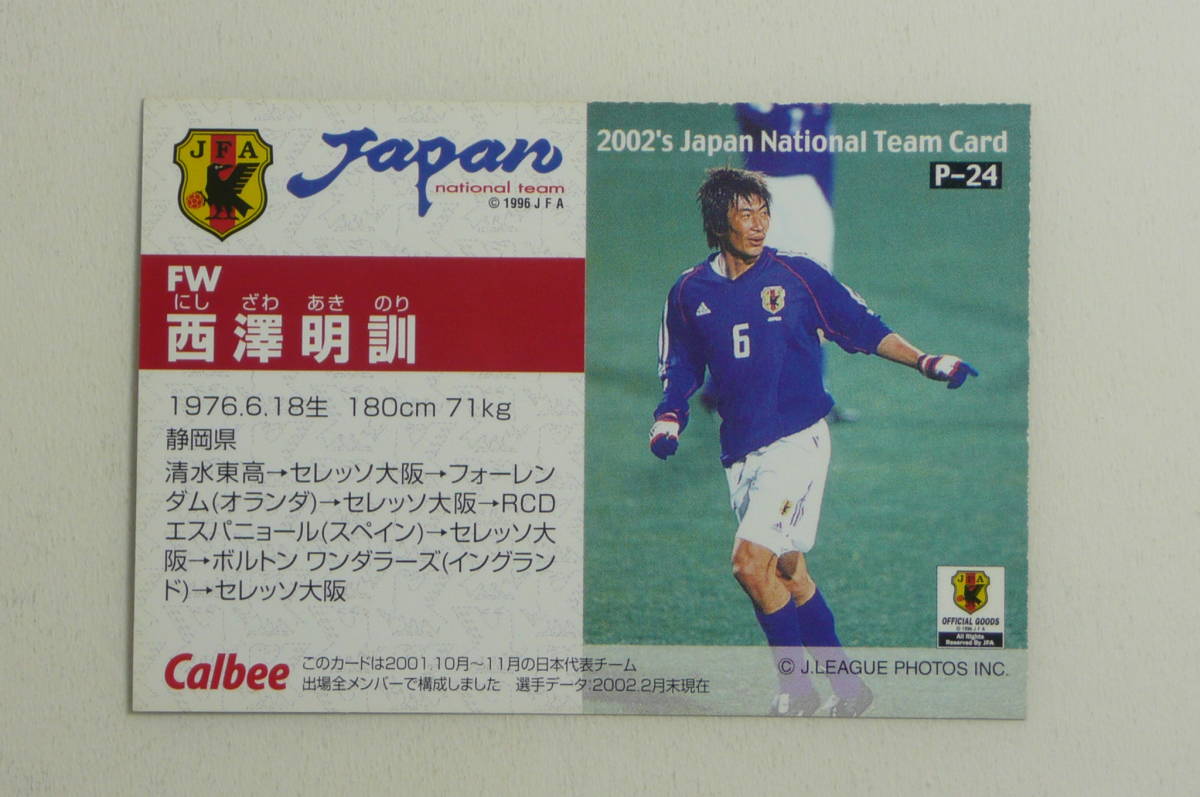 JFA
Japan
national team
© 1996 J F A
FW
にし ざわ あき のり
西澤明訓
1976.6.18生 180cm 71kg
静岡県
清水東高→セレッソ大阪→フォーレン
ダム(オランダ)→セレッソ大阪→RCD
エスパニョール(スペイン)→セレッソ大
阪→ボルトン ワンダラーズ(イングラン
ド)→セレッソ大阪
Calbee
このカードは2001.10月〜11月の日本代表チーム
出場全メンバーで構成しました 選手データ:2002.2月末現在
2002's Japan National Team Card
P-24
JAPAN
6
JFA
OFFICIAL GOODS
© 1996 J F A
All Rights
Reserved By JFA
© J.LEAGUE PHOTOS INC.